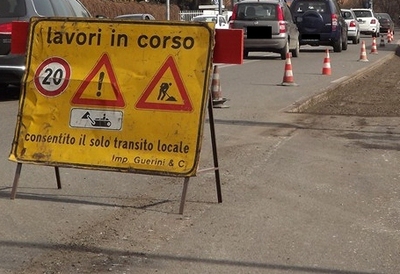 lavori in corso
20
consentito il solo transito locale
Imp. Guerini & C.